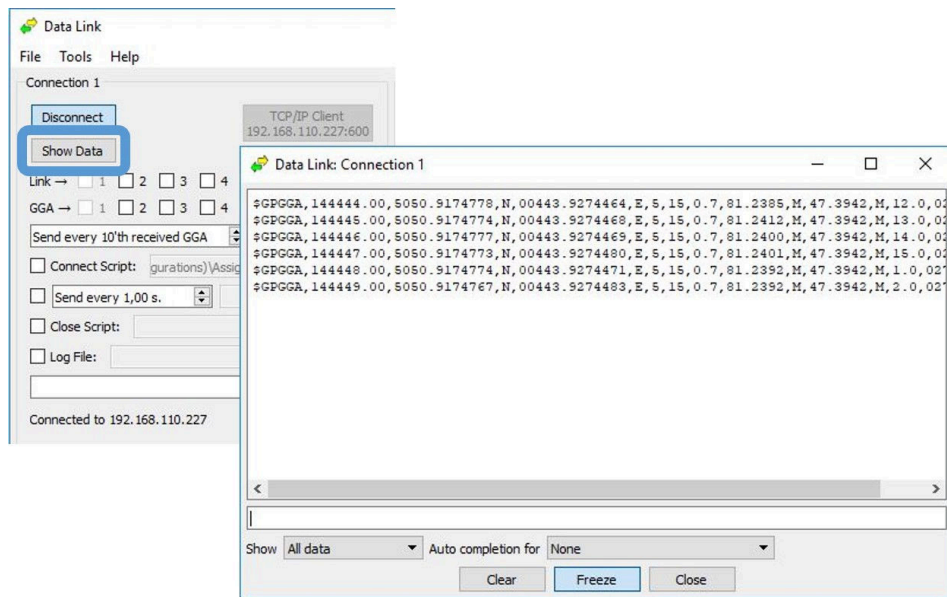 Data Link
File Tools Help
Connection 1
Disconnect
TCP/IP Client
192.168.110.227:600
Show Data
Link → 1 2 3 4
GGA → 1 2 3 4
Send every 10'th received GGA
Connect Script: gurations)\Assig
Send every 1,00 s.
Close Script:
Log File:
Connected to 192.168.110.227
Data Link: Connection 1
$GPGGA,144444.00,5050.9174778,N,00443.9274464,E,5,15,0.7,81.2385,M,47.3942,M,12.0,02
$GPGGA,144445.00,5050.9174775,N,00443.9274468,E,5,15,0.7,81.2412,M,47.3942,M,13.0,02
$GPGGA,144446.00,5050.9174777,N,00443.9274469,E,5,15,0.7,81.2400,M,47.3942,M,14.0,02
$GPGGA,144447.00,5050.9174773,N,00443.9274480,E,5,15,0.7,81.2401,M,47.3942,M,15.0,02
$GPGGA,144448.00,5050.9174774,N,00443.9274471,E,5,15,0.7,81.2392,M,47.3942,M,1.0,027
$GPGGA,144449.00,5050.9174767,N,00443.9274483,E,5,15,0.7,81.2392,M,47.3942,M,2.0,027
Show All data Auto completion for None
Clear Freeze Close